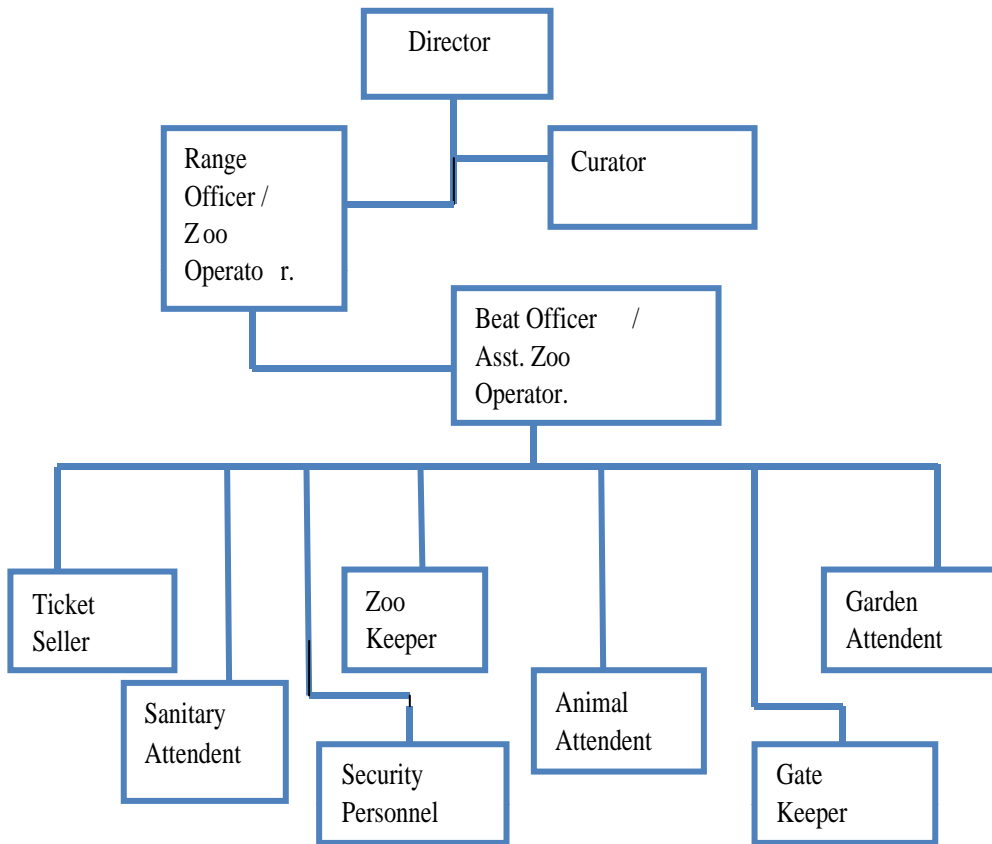 Director
Range
Officer /
Zoo
Operato r.
Curator
Beat Officer /
Asst. Zoo
Operator.
Ticket
Seller
Zoo
Keeper
Garden
Attendent
Sanitary
Attendent
Animal
Attendent
Security
Personnel
Gate
Keeper